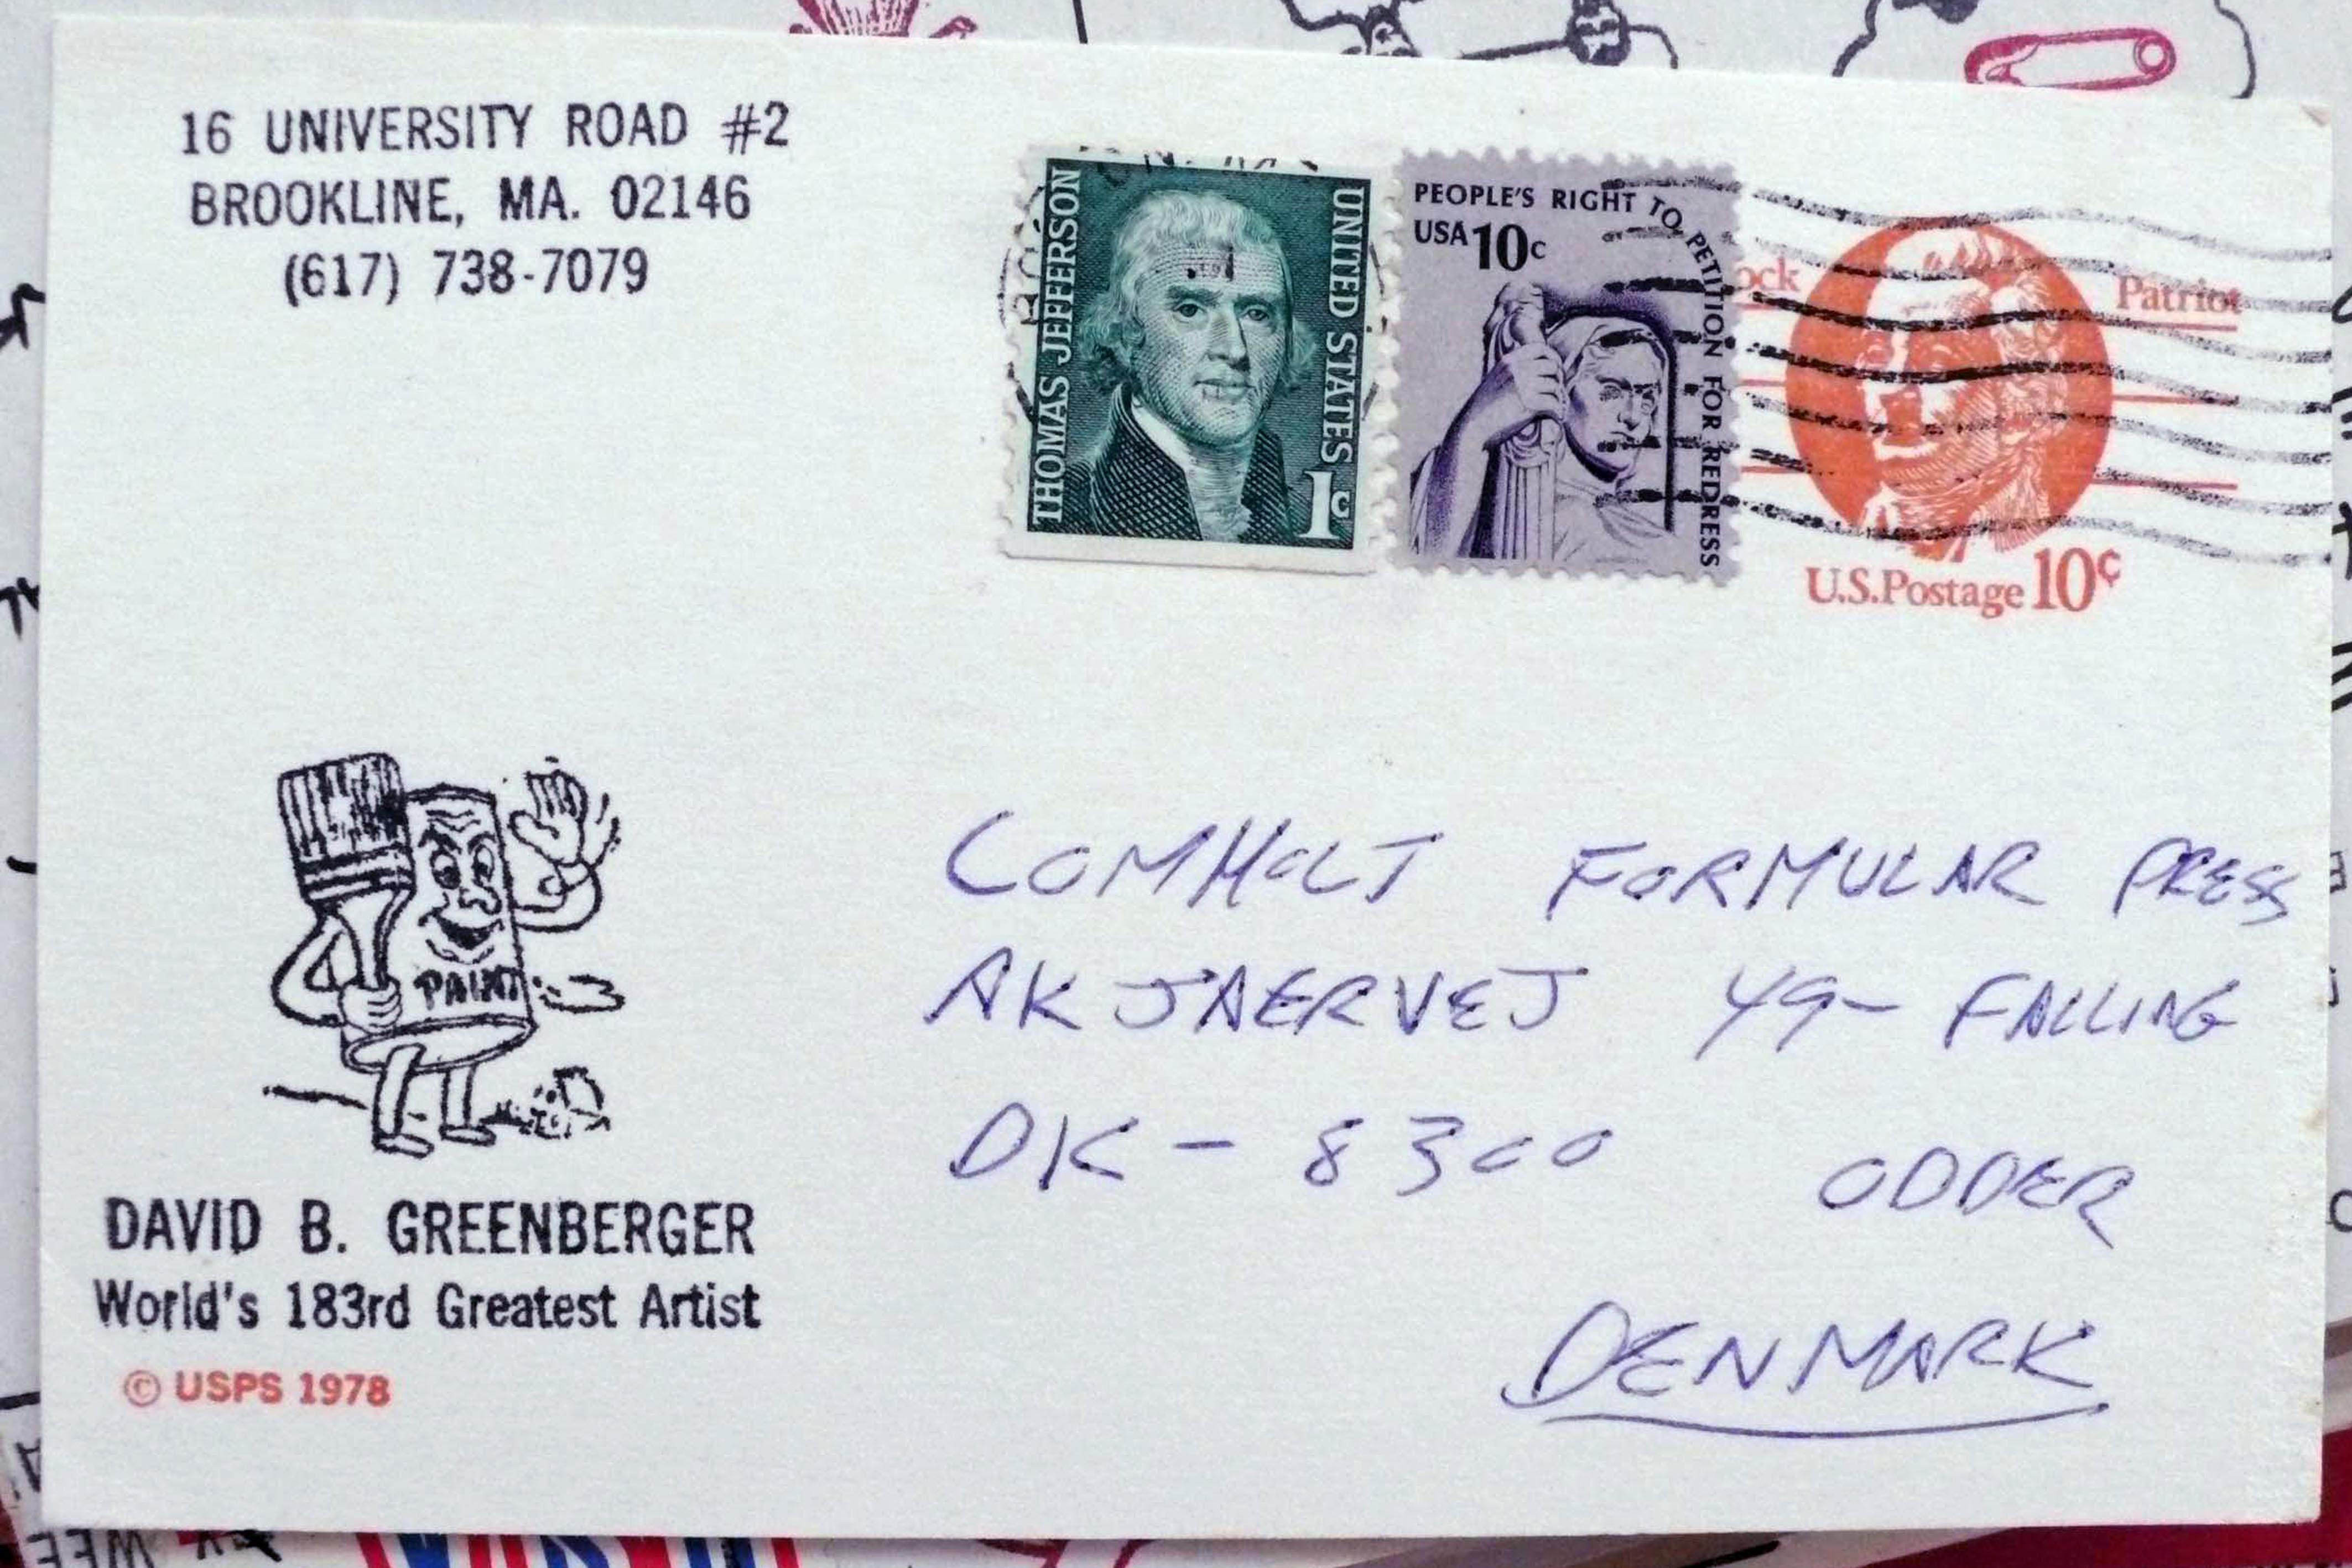 16 UNIVERSITY ROAD #2
BROOKLINE, MA. 02146
(617) 738-7079
THOMAS JEFFERSON
UNITED STATES
1c
PEOPLE'S RIGHT TO PETITION FOR REDRESS
USA 10c
ock
Patriot
U.S.Postage 10¢
PAINT
DAVID B. GREENBERGER
World's 183rd Greatest Artist
© USPS 1978
COMHOLT FORMULAR PRESS
AKJAERVEJ 49- FALLING
DK - 8300 ODDER
DENMARK